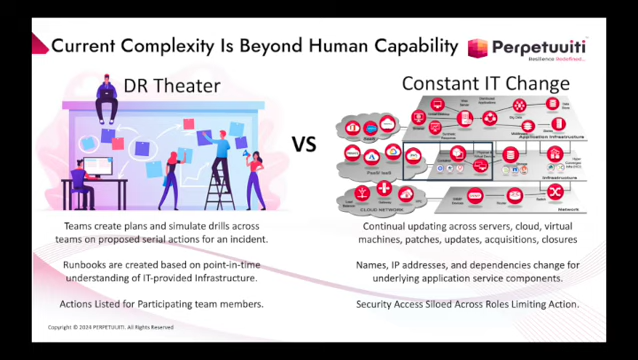 Current Complexity Is Beyond Human Capability
Perpetuuiti
Resilience Redefined...
DR Theater
VS
Constant IT Change
Application Infrastructure
PaaS/ IaaS
Infrastructure
CLOUD NETWORK
Network
Teams create plans and simulate drills across
teams on proposed serial actions for an incident.
Runbooks are created based on point-in-time
understanding of IT-provided Infrastructure.
Actions Listed for Participating team members.
Continual updating across servers, cloud, virtual
machines, patches, updates, acquisitions, closures
Names, IP addresses, and dependencies change for
underlying application service components.
Security Access Siloed Across Roles Limiting Action.
Copyright © 2024 PERPETUUITI. All Rights Reserved